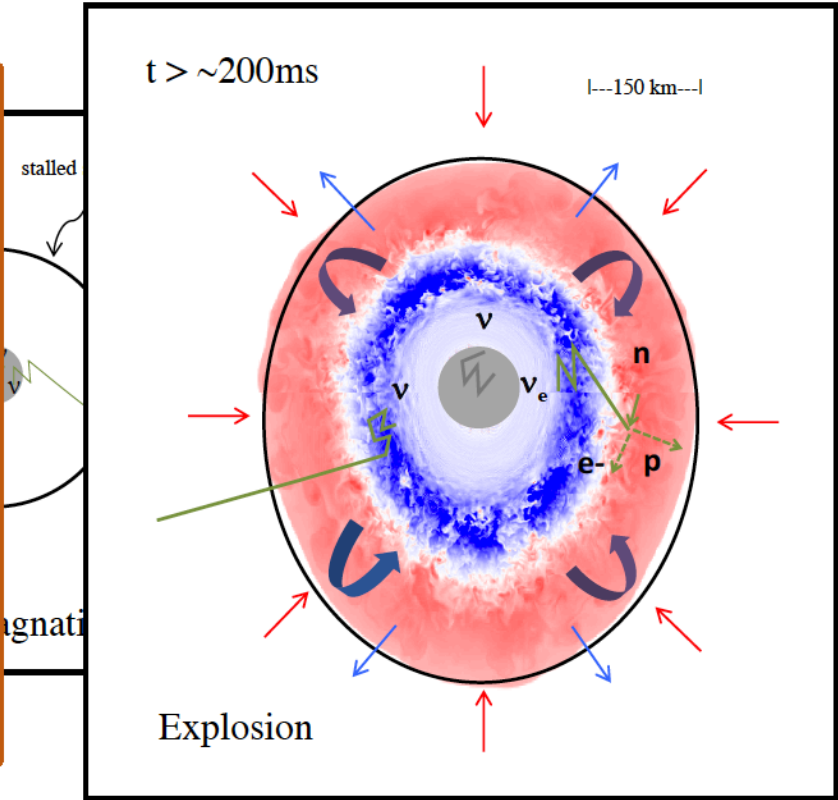 t > ~200ms
|---150 km---|
stalled
ν
n
ν
ν
νₑ
e-
p
agnati
Explosion